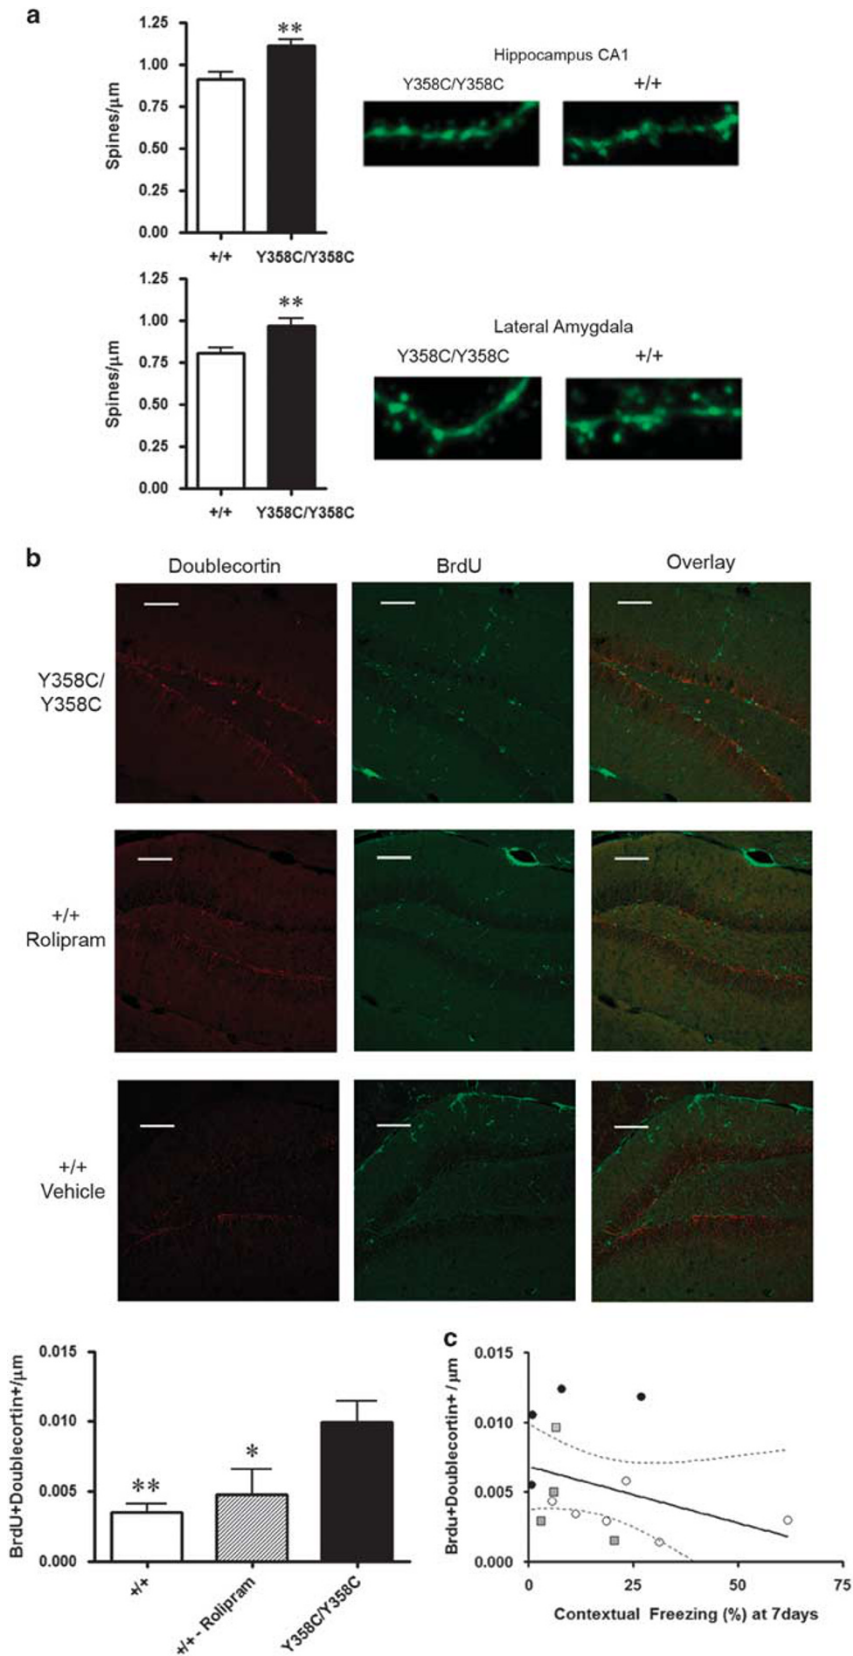 a
1.25
1.00
0.75
0.50
0.25
0.00
Spines/μm
**
+/+
Y358C/Y358C
Hippocampus CA1
Y358C/Y358C
+/+
1.25
1.00
0.75
0.50
0.25
0.00
Spines/μm
**
+/+
Y358C/Y358C
Lateral Amygdala
Y358C/Y358C
+/+
b
Doublecortin
BrdU
Overlay
Y358C/
Y358C
+/+
Rolipram
+/+
Vehicle
0.015
0.010
0.005
0.000
BrdU+Doublecortin+/μm
**
*
+/+
+/+ - Rolipram
Y358C/Y358C
c
0.015
0.010
0.005
0.000
Brdu+Doublecortin+ / μm
0
25
50
75
Contextual Freezing (%) at 7days